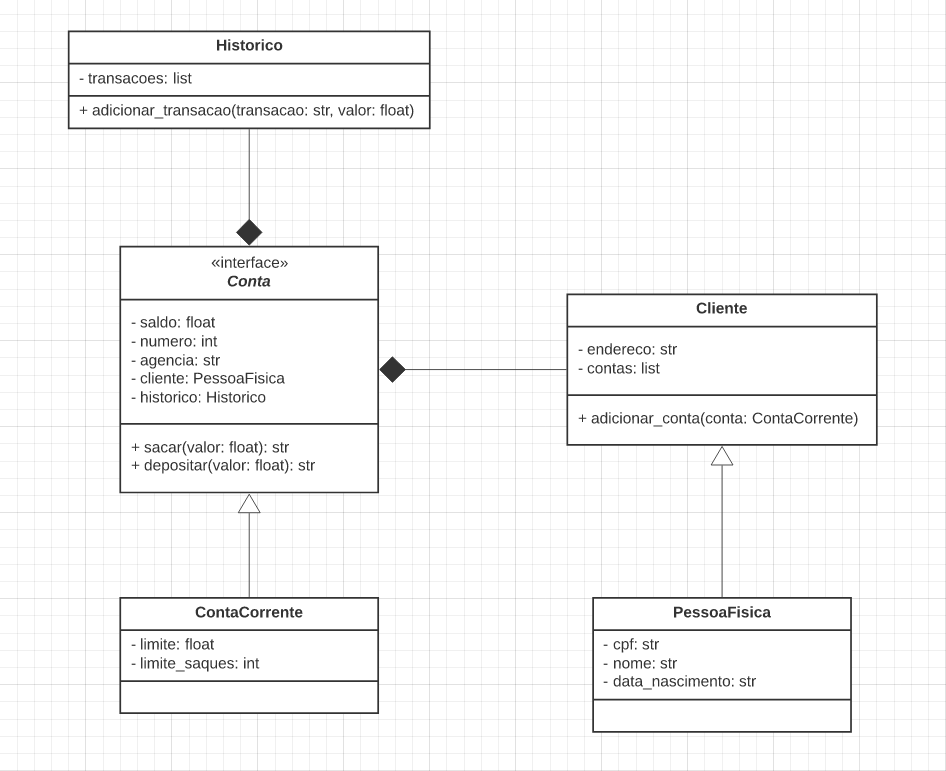 Historico
- transacoes: list
+ adicionar_transacao(transacao: str, valor: float)
«interface»
Conta
- saldo: float
- numero: int
- agencia: str
- cliente: PessoaFisica
- historico: Historico
+ sacar(valor: float): str
+ depositar(valor: float): str
Cliente
- endereco: str
- contas: list
+ adicionar_conta(conta: ContaCorrente)
ContaCorrente
- limite: float
- limite_saques: int
PessoaFisica
- cpf: str
- nome: str
- data_nascimento: str